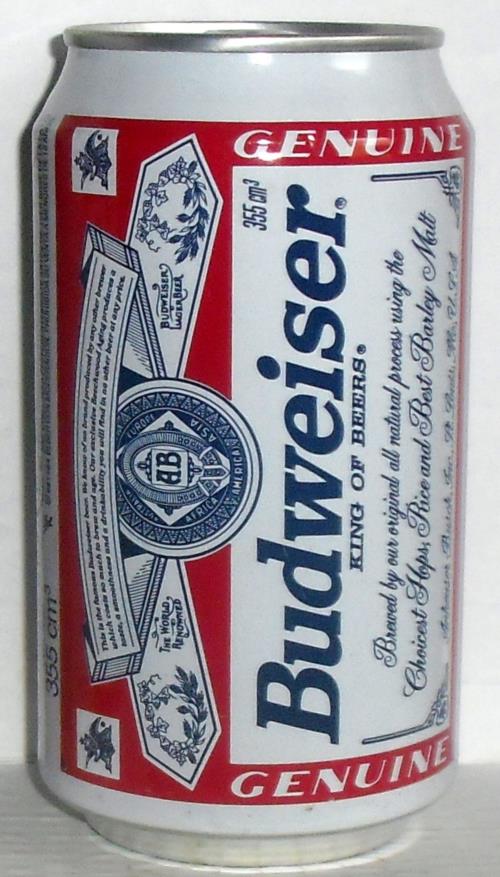 GENUINE
355 cm³
Budweiser®
KING OF BEERS®
Brewed by our original all natural process using the
Choicest Hops, Rice and Best Barley Malt
GENUINE
BUDWEISER
LAGER BEER
This is the famous Budweiser beer. We know of no brand produced by any other brewer
which costs so much to brew and age. Our exclusive Beechwood Aging produces a
taste, a smoothness and a drinkability you will find in no other beer at any price.
EUROPE
ASIA
AFRICA
AMERICA
AB
THE WORLD
RENOWNED
355 cm³